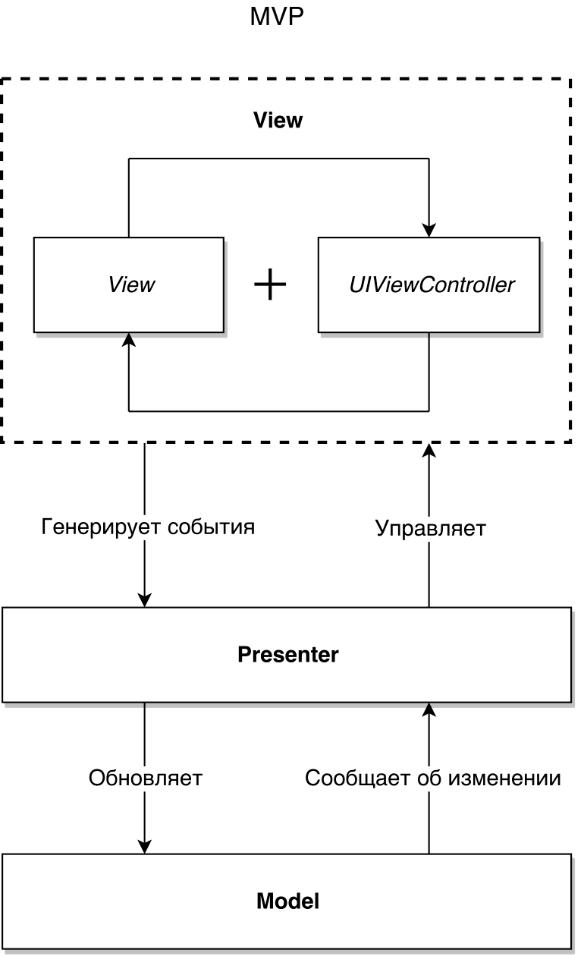 MVP
View
View
+
UIViewController
Генерирует события
Управляет
Presenter
Обновляет
Сообщает об изменении
Model